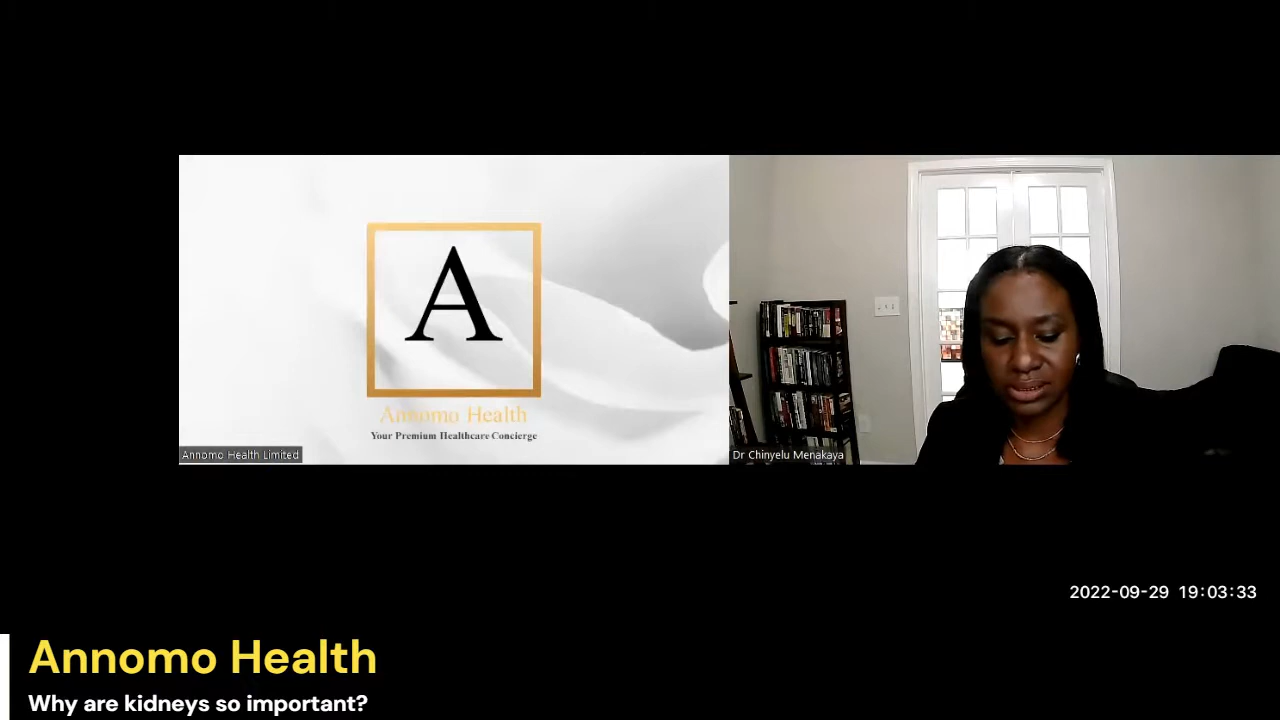 A
Annomo Health
Your Premium Healthcare Concierge
Annomo Health Limited
Dr Chinyelu Menakaya
2022-09-29 19:03:33
Annomo Health
Why are kidneys so important?